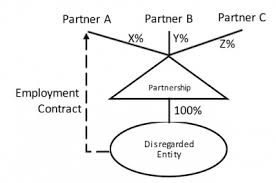 Partner A
Partner B
Partner C
X%
Y%
Z%
Partnership
Employment
Contract
100%
Disregarded
Entity